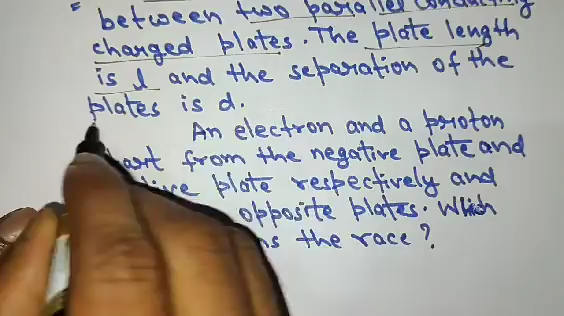 between two parallel conducting
charged plates. The plate length
is l and the separation of the
plates is d.
An electron and a proton
from the negative plate and
plate respectively and
opposite plates. Which
the race?